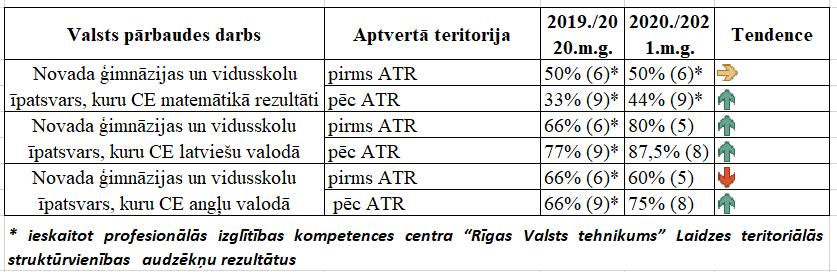 Valsts pārbaudes darbs Aptvertā teritorija 2019./20 20.m.g. 2020./202 1.m.g. Tendence
Novada ģimnāzijas un vidusskolu īpatsvars, kuru CE matemātikā rezultāti
pirms ATR 50% (6)* 50% (6)*
pēc ATR 33% (9)* 44% (9)*
Novada ģimnāzijas un vidusskolu īpatsvars, kuru CE latviešu valodā
pirms ATR 66% (6)* 80% (5)
pēc ATR 77% (9)* 87,5% (8)
Novada ģimnāzijas un vidusskolu īpatsvars, kuru CE angļu valodā
pirms ATR 66% (6)* 60% (5)
pēc ATR 66% (9)* 75% (8)
* ieskaitot profesionālās izglītības kompetences centra “Rīgas Valsts tehnikums” Laidzes teritoriālās
struktūrvienības audzēkņu rezultātus